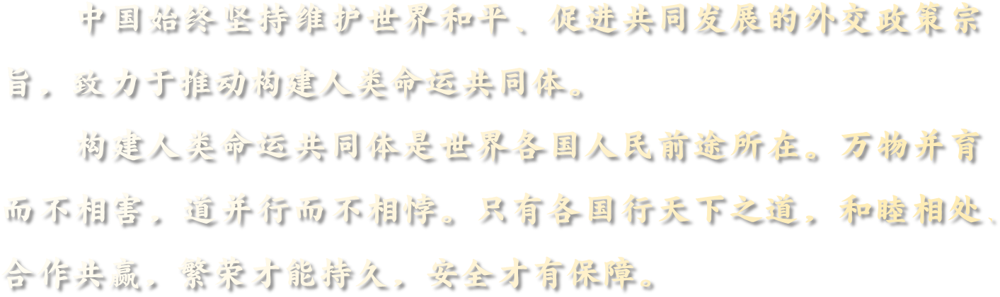 中国始终坚持维护世界和平、促进共同发展的外交政策宗
旨，致力于推动构建人类命运共同体。
构建人类命运共同体是世界各国人民前途所在。万物并育
而不相害，道并行而不相悖。只有各国行天下之道，和睦相处、
合作共赢，繁荣才能持久，安全才有保障。